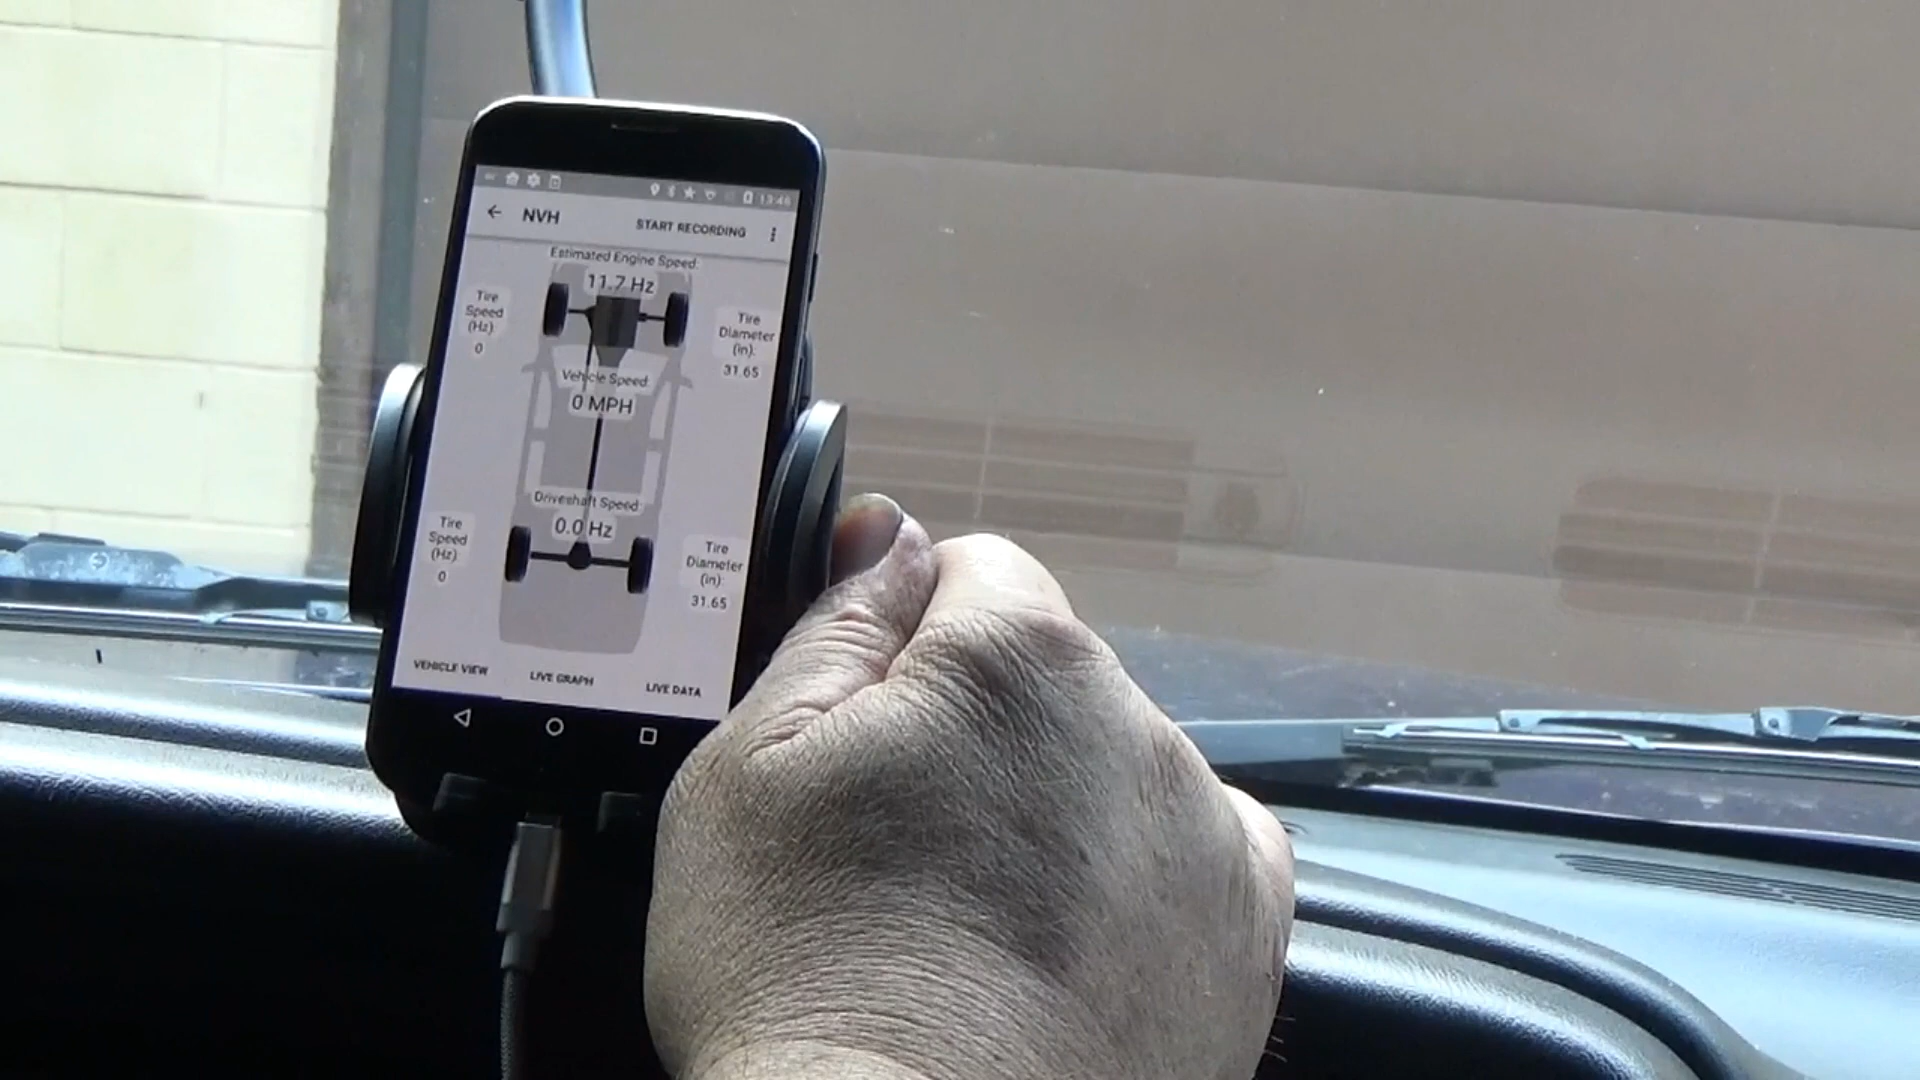 13:46
NVH
START RECORDING
Estimated Engine Speed:
11.7 Hz
Tire
Speed
(Hz)
0
Tire
Diameter
(in):
31.65
Vehicle Speed:
0 MPH
Driveshaft Speed:
0.0 Hz
Tire
Speed
(Hz)
0
Tire
Diameter
(in):
31.65
VEHICLE VIEW
LIVE GRAPH
LIVE DATA